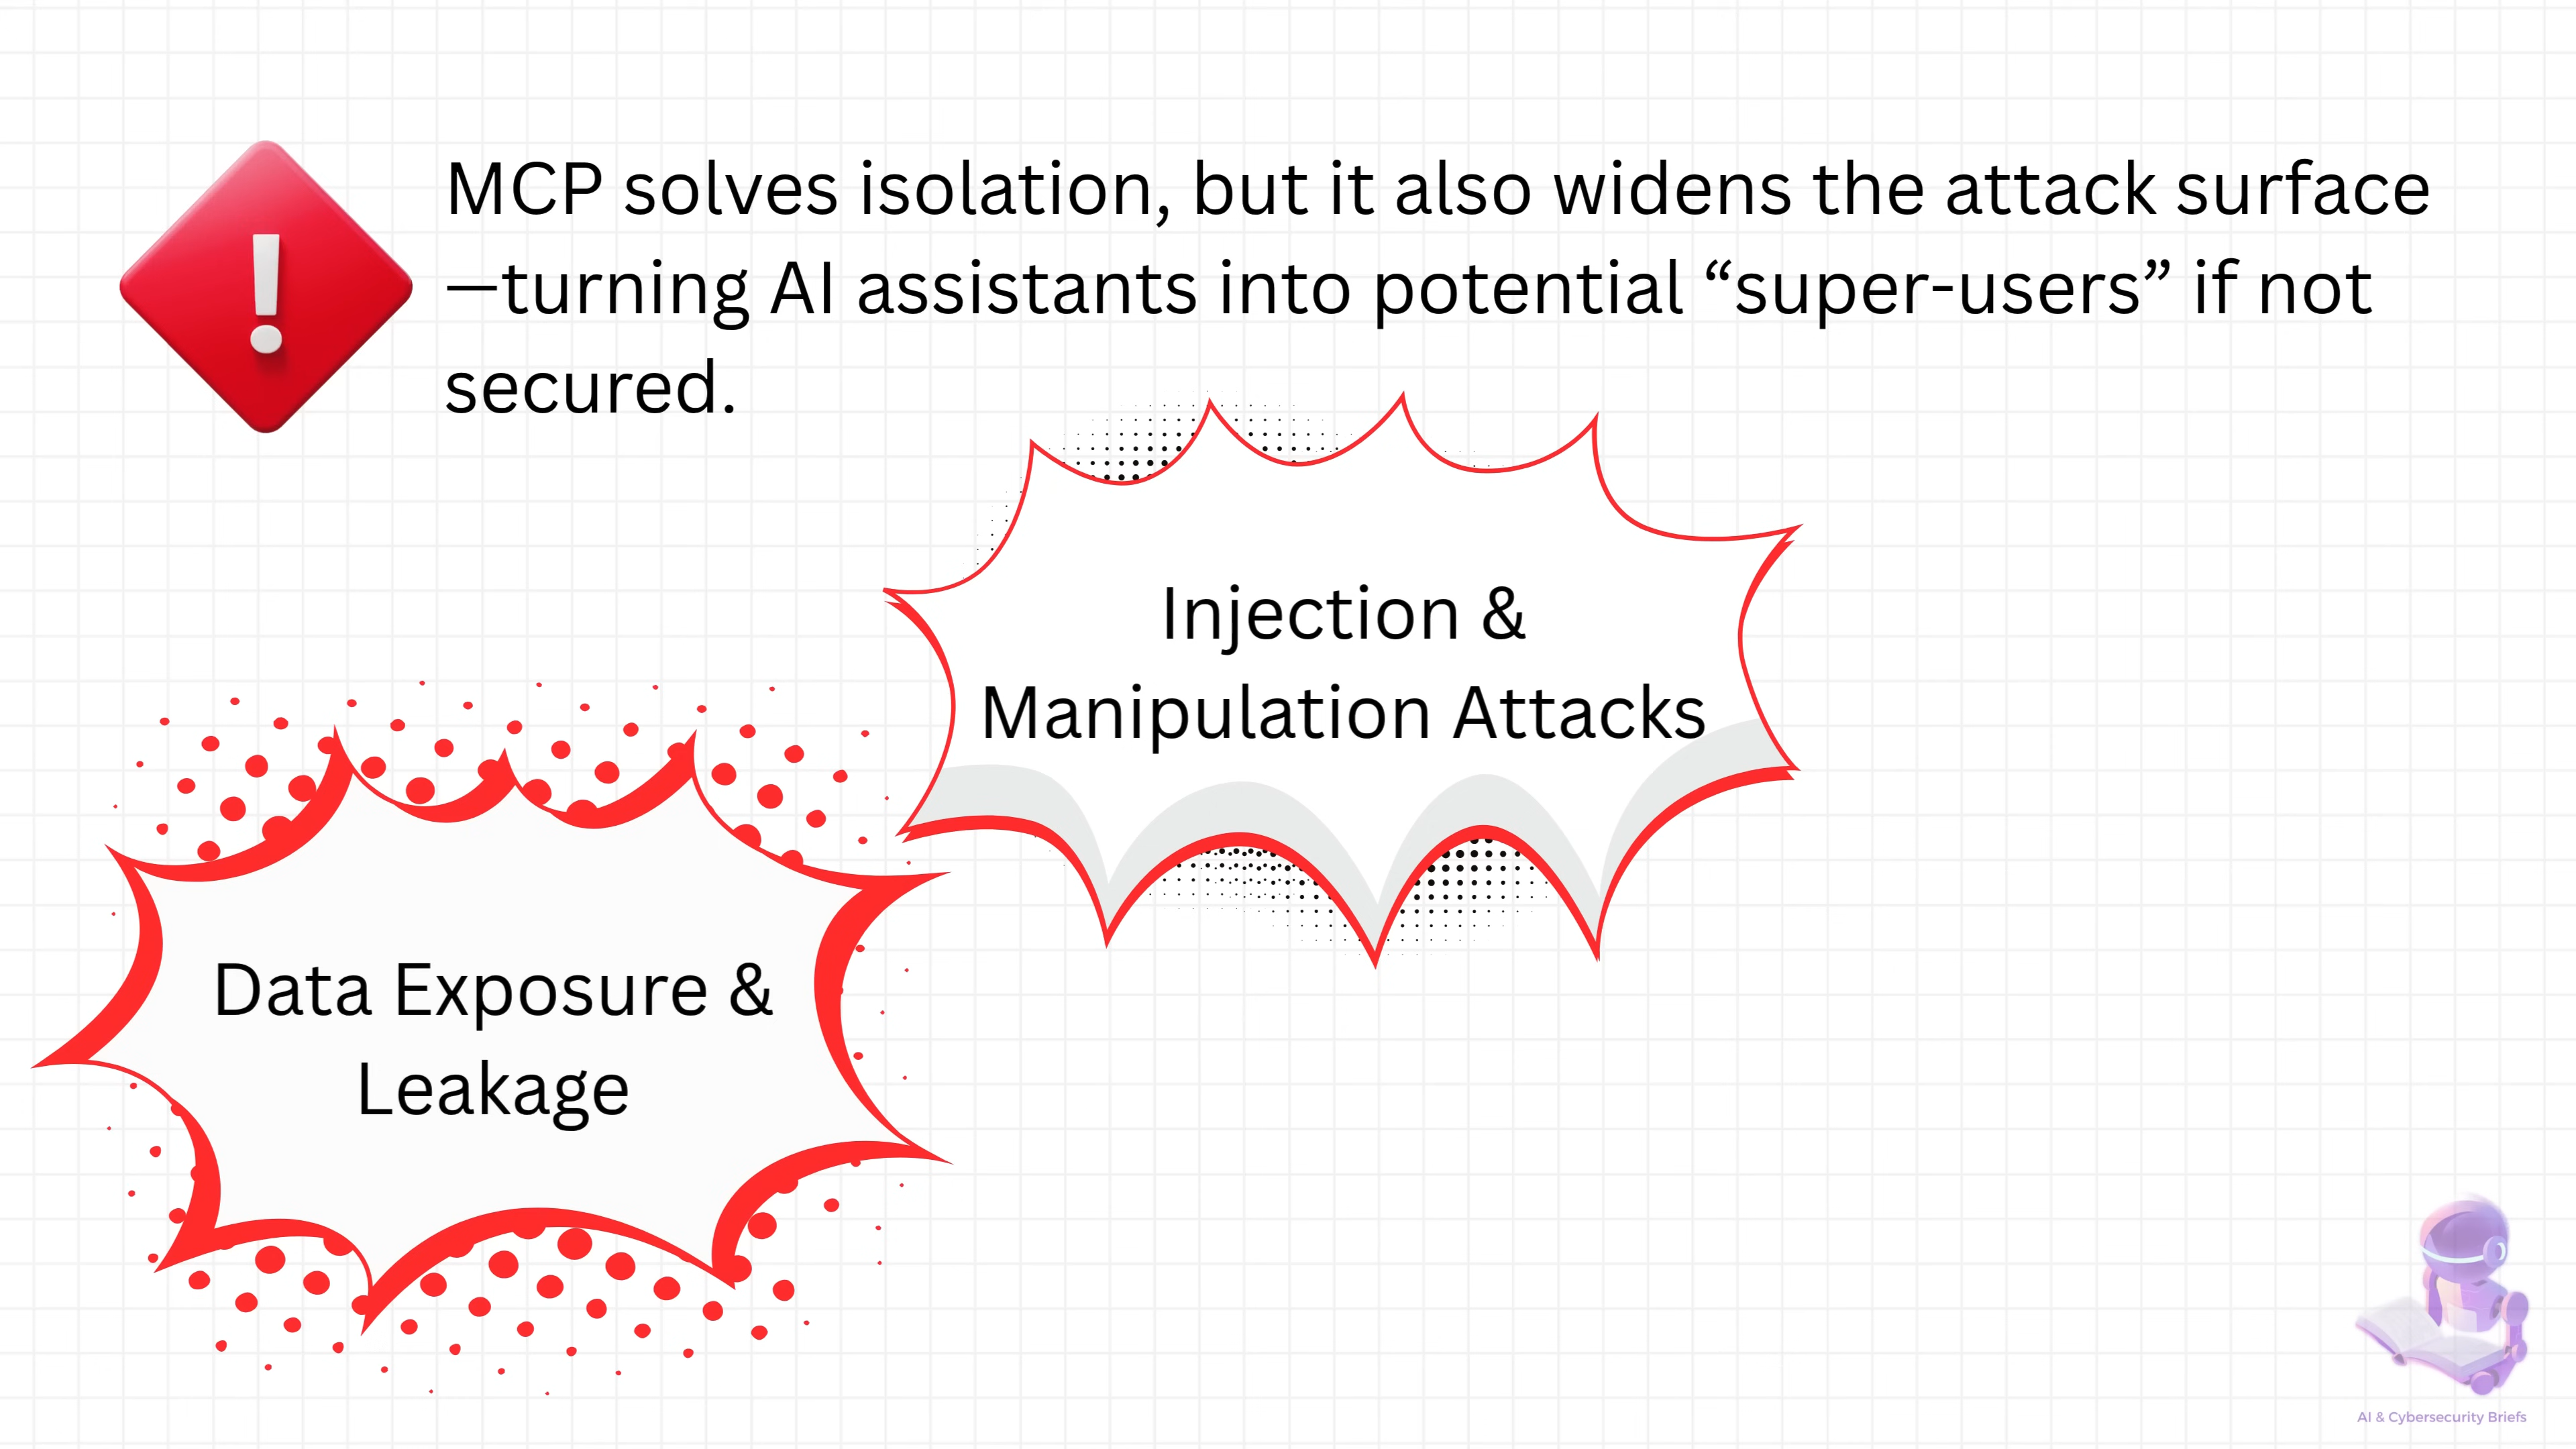 MCP solves isolation, but it also widens the attack surface
—turning AI assistants into potential “super-users” if not
secured.
Injection &
Manipulation Attacks
Data Exposure &
Leakage
AI & Cybersecurity Briefs